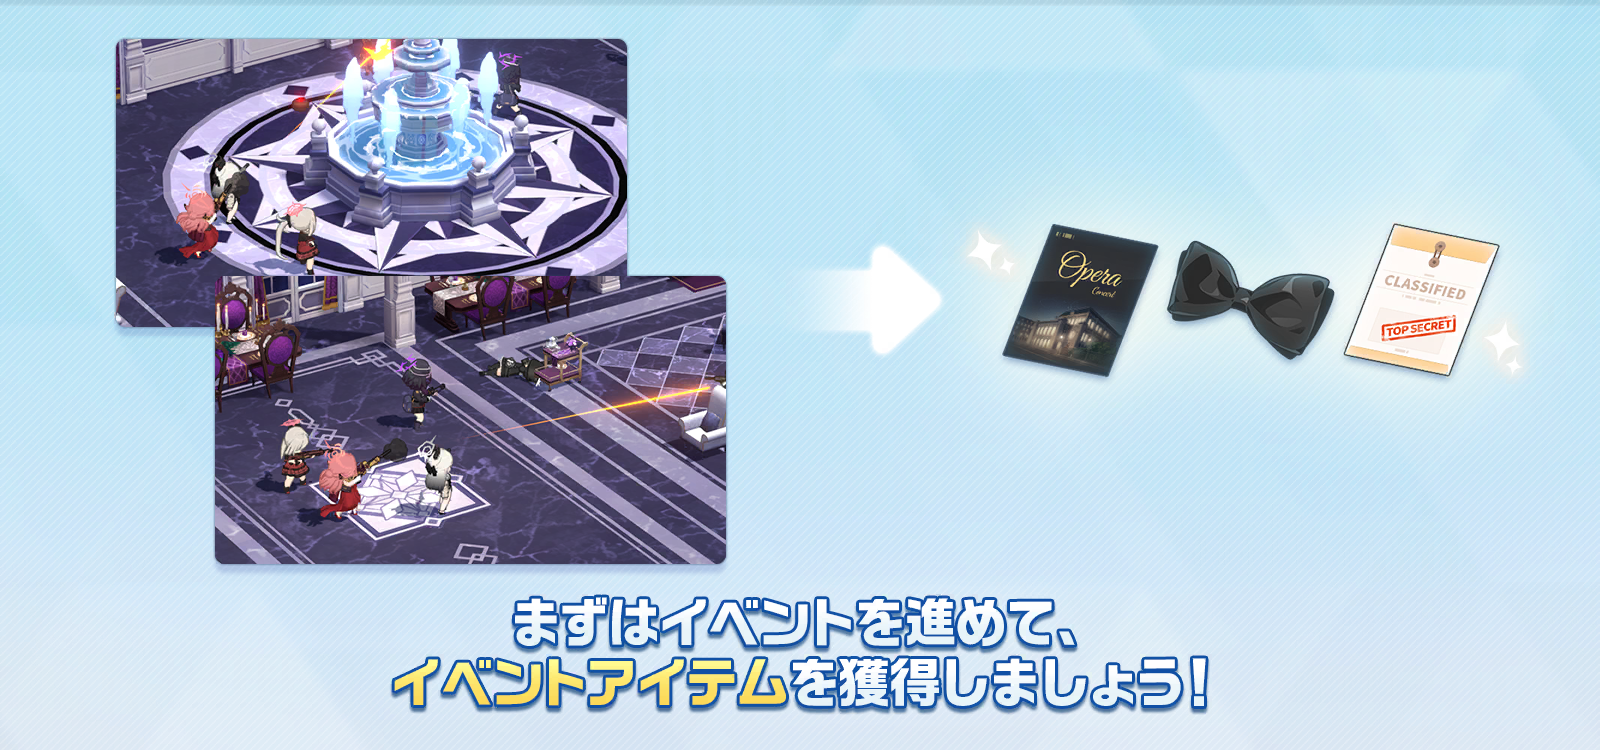 Opera
Concert
CLASSIFIED
TOP SECRET
まずはイベントを進めて、
イベントアイテムを獲得しましょう!